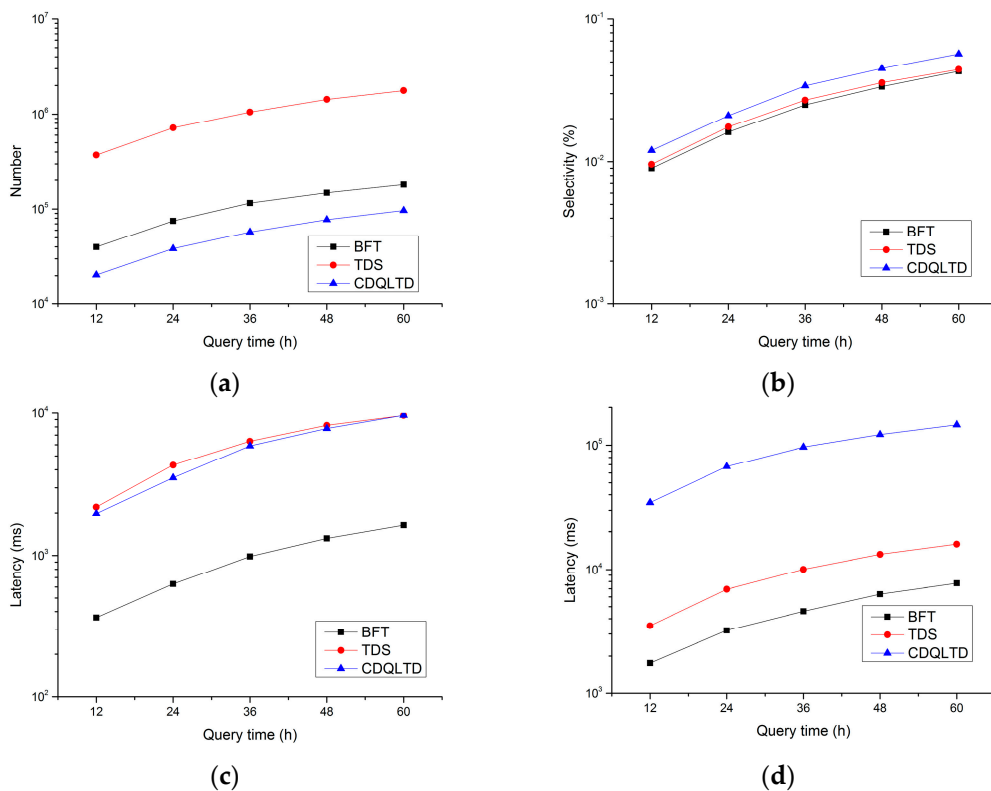 10^7
10^6
10^5
10^4
Number
12 24 36 48 60
Query time (h)
BFT
TDS
CDQLTD
(a)
10^-1
10^-2
10^-3
Selectivity (%)
12 24 36 48 60
Query time (h)
BFT
TDS
CDQLTD
(b)
10^4
10^3
10^2
Latency (ms)
12 24 36 48 60
Query time (h)
BFT
TDS
CDQLTD
(c)
10^5
10^4
10^3
Latency (ms)
12 24 36 48 60
Query time (h)
BFT
TDS
CDQLTD
(d)